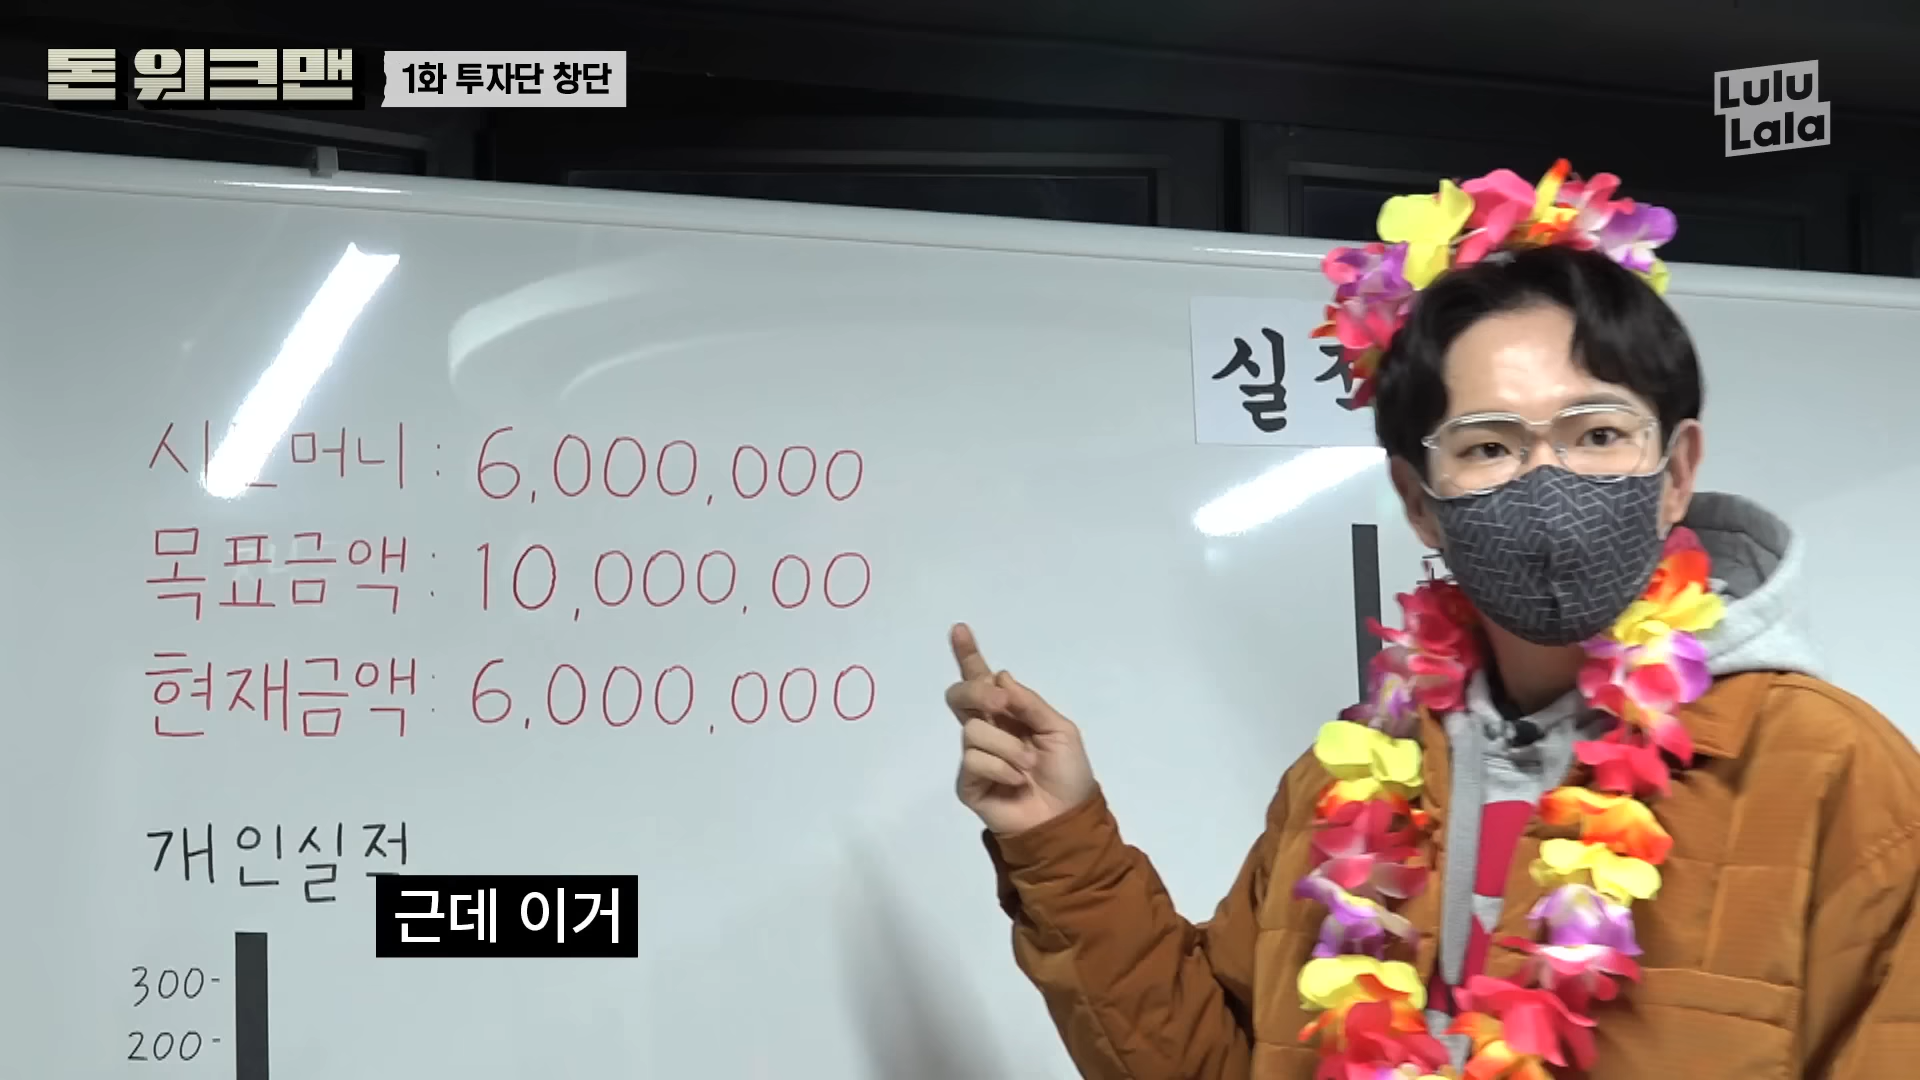 돈 워크맨
1화 투자단 창단
Lulu
Lala
실
머니 : 6,000,000
목표금액 : 10,000,00
현재금액 : 6,000,000
개인실적
근데 이거
300-
200-